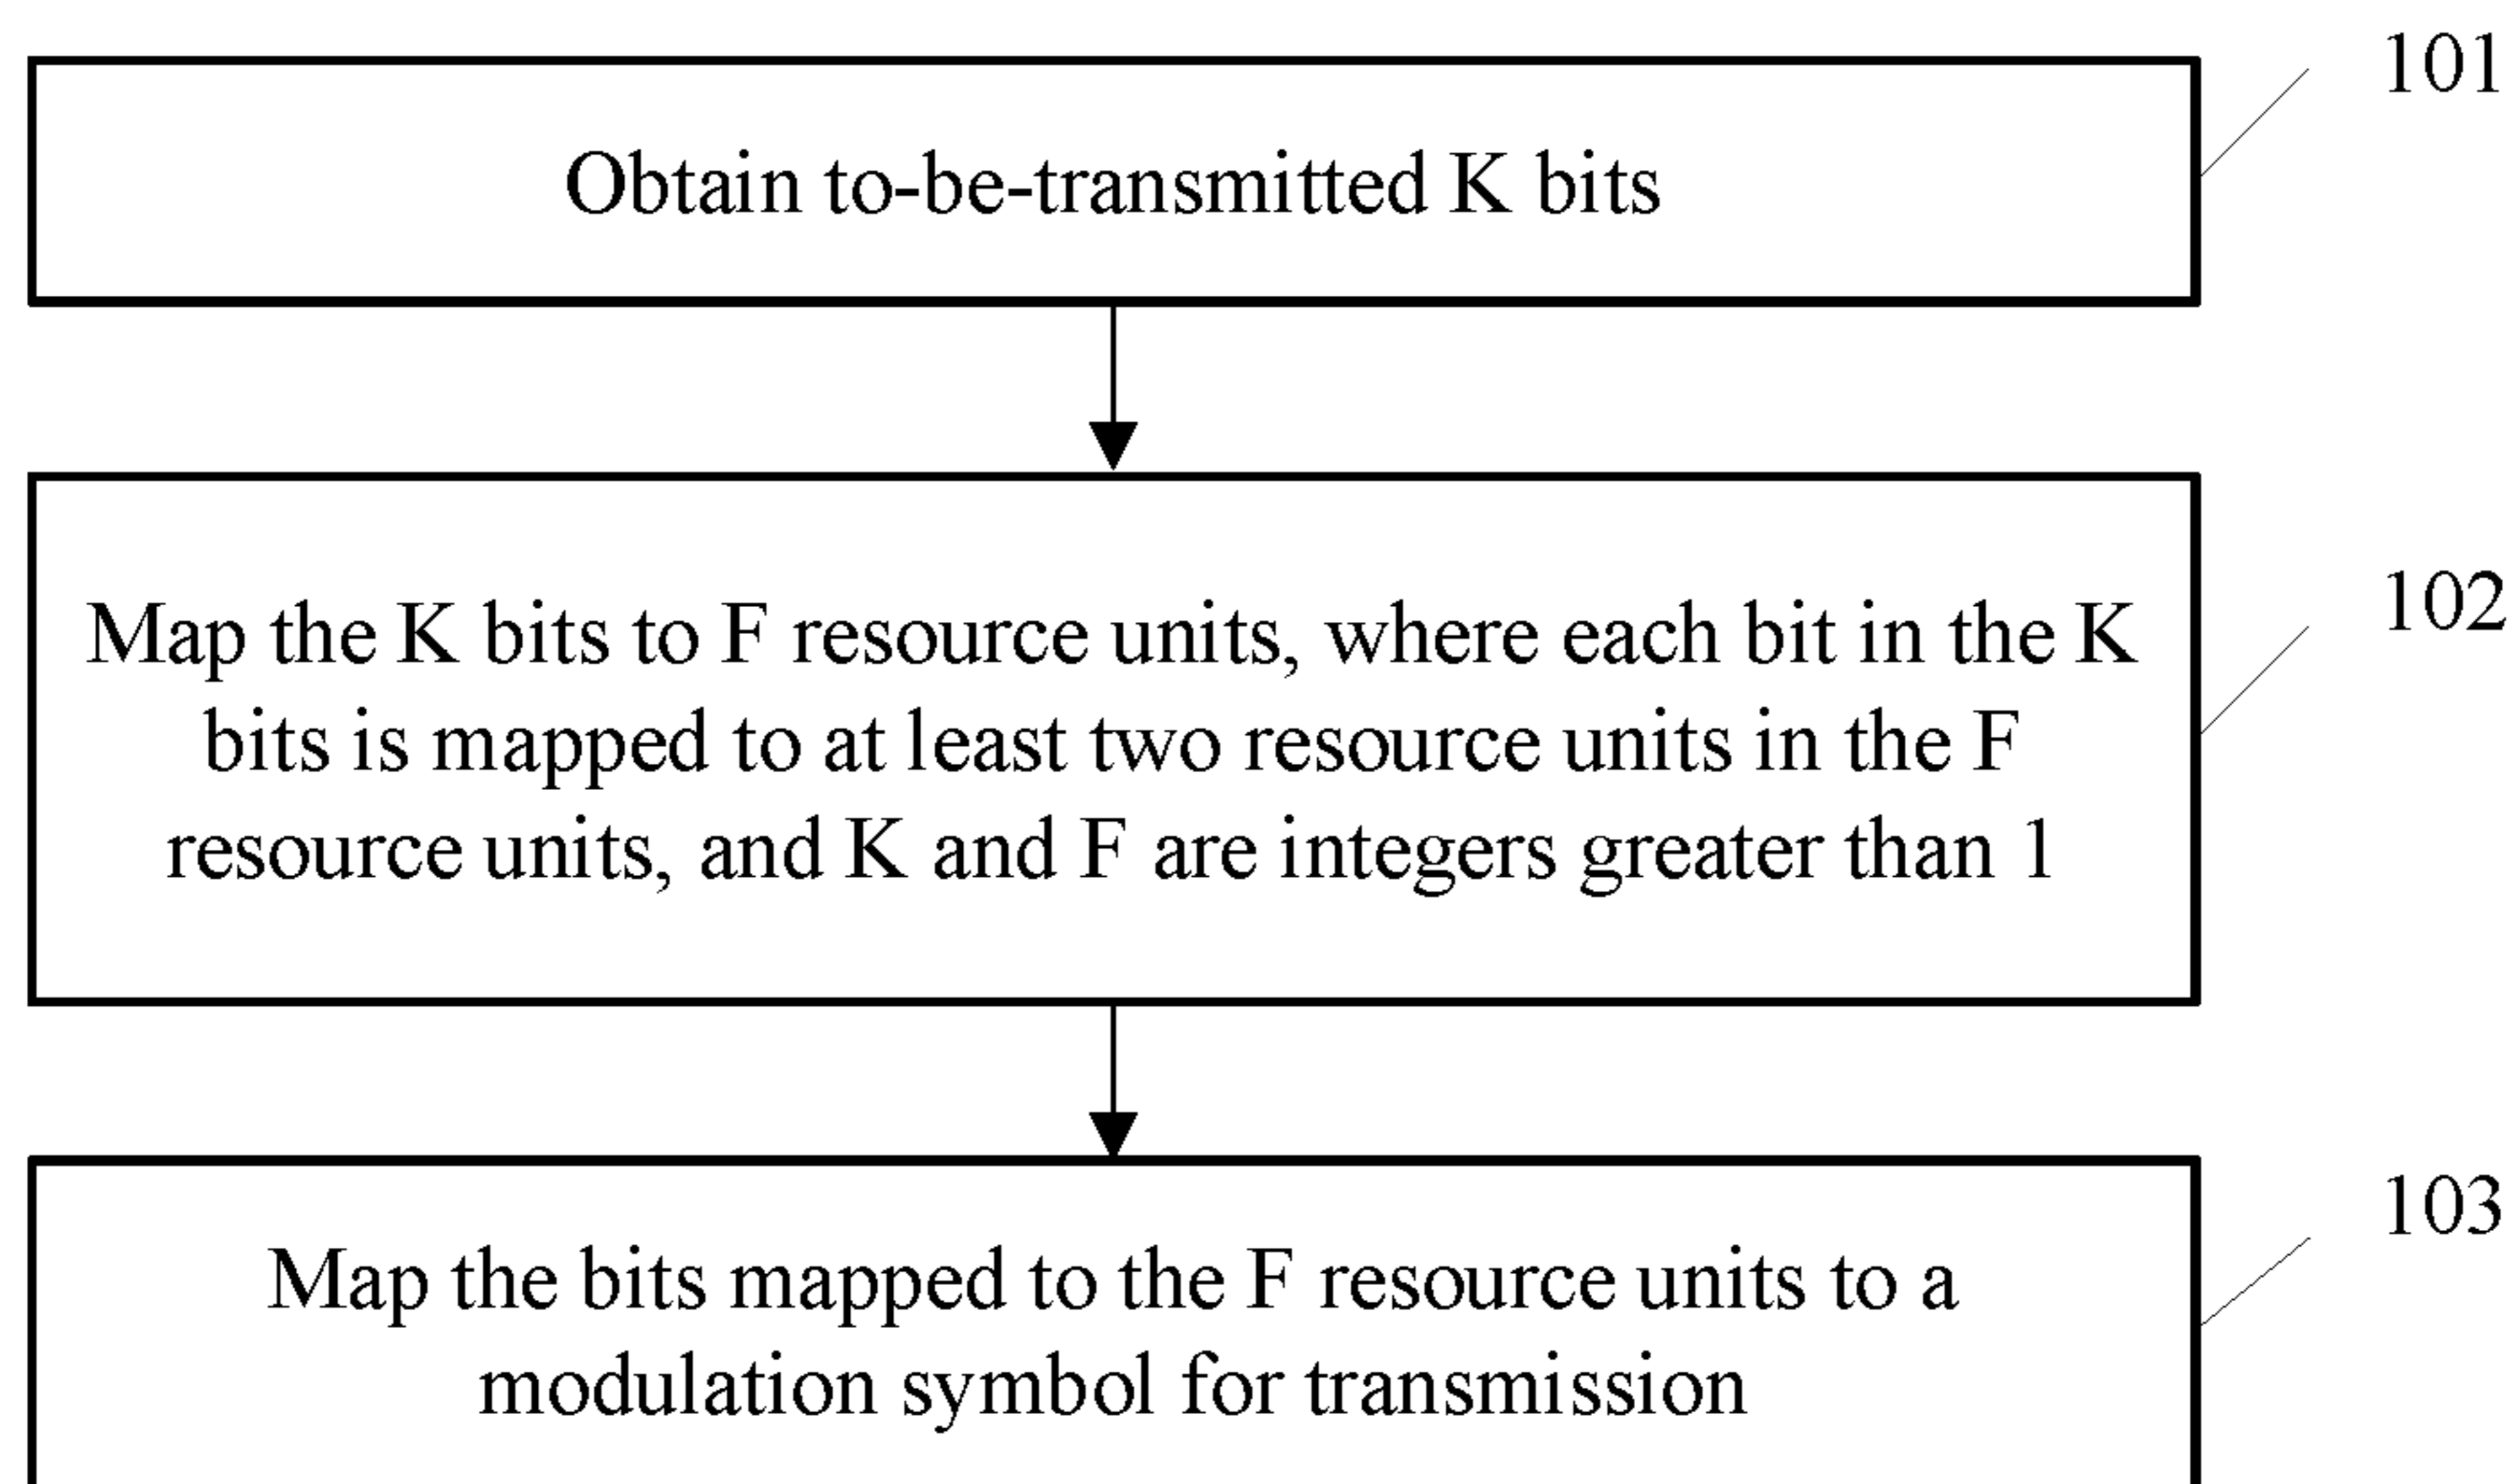 101
Obtain to-be-transmitted K bits
102
Map the K bits to F resource units, where each bit in the K
bits is mapped to at least two resource units in the F
resource units, and K and F are integers greater than 1
103
Map the bits mapped to the F resource units to a
modulation symbol for transmission